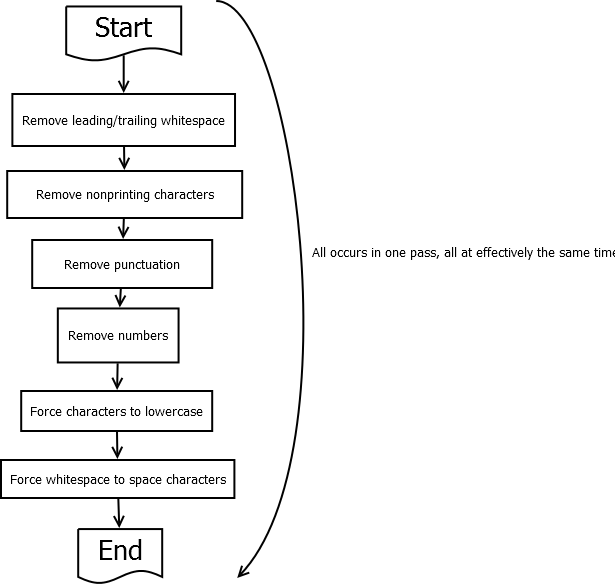 Start
Remove leading/trailing whitespace
Remove nonprinting characters
All occurs in one pass, all at effectively the same time
Remove punctuation
Remove numbers
Force characters to lowercase
Force whitespace to space characters
End